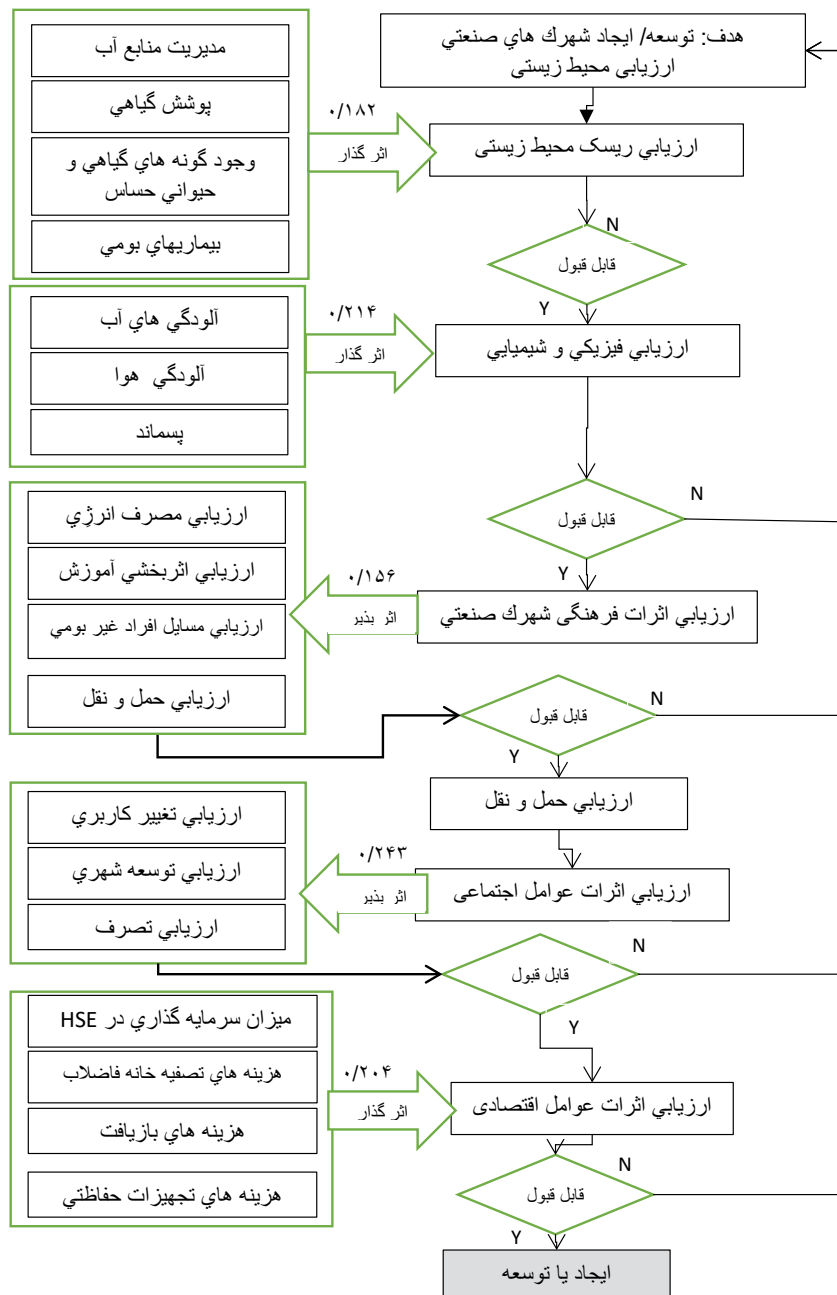 هدف: توسعه/ ايجاد شهرك هاي صنعتي
ارزيابي محيط زيستي
مديريت منابع آب
پوشش گياهي
وجود گونه هاي گياهي و
حيواني حساس
بيماريهاي بومي
۰/۱۸۲
اثر گذار
ارزيابي ريسک محيط زيستی
N
قابل قبول
Y
آلودگي هاي آب
آلودگي هوا
پسماند
۰/۲۱۴
اثر گذار
ارزيابي فيزيکي و شيميايي
N
قابل قبول
Y
ارزيابي مصرف انرژي
ارزيابي اثربخشي آموزش
ارزيابي مسايل افراد غير بومي
ارزيابي حمل و نقل
۰/۱۵۶
اثر پذير
ارزيابي اثرات فرهنگی شهرك صنعتي
N
قابل قبول
Y
ارزيابي حمل و نقل
ارزيابي تغيير کاربري
ارزيابي توسعه شهري
ارزيابي تصرف
۰/۲۴۳
اثر پذير
ارزيابي اثرات عوامل اجتماعی
N
قابل قبول
Y
ميزان سرمايه گذاري در HSE
هزينه هاي تصفيه خانه فاضلاب
هزينه هاي بازيافت
هزينه هاي تجهيزات حفاظتي
۰/۲۰۴
اثر گذار
ارزيابي اثرات عوامل اقتصادی
N
قابل قبول
Y
ايجاد يا توسعه